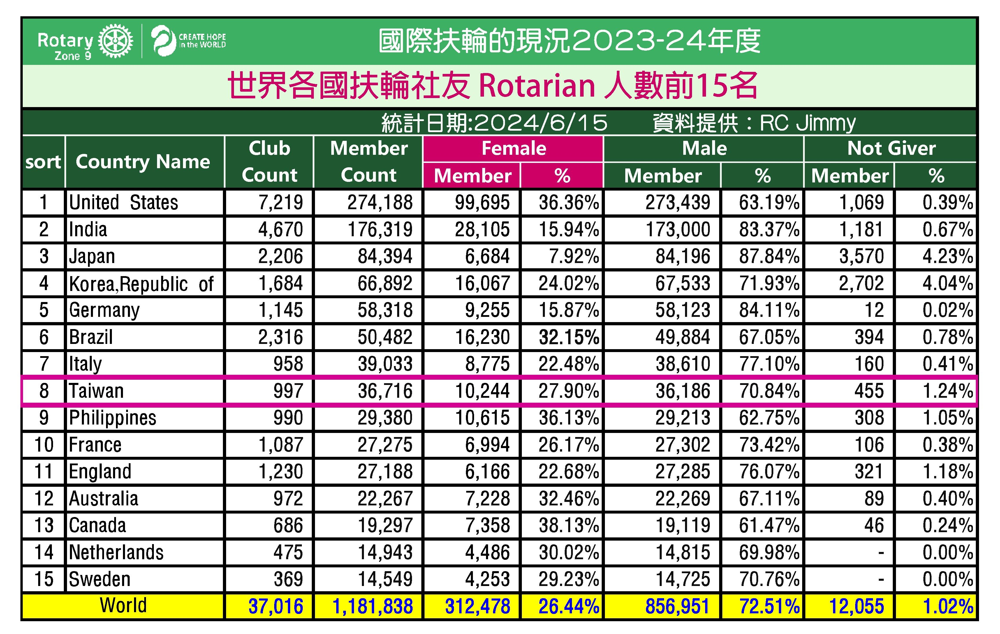 Rotary
Zone 9
CREATE HOPE
in the WORLD
國際扶輪的現況2023-24年度
世界各國扶輪社友 Rotarian 人數前15名
統計日期:2024/6/15 資料提供：RC Jimmy
sort Country Name Club Count Member Count Female Male Not Giver
Member % Member % Member %
1 United States 7,219 274,188 99,695 36.36% 273,439 63.19% 1,069 0.39%
2 India 4,670 176,319 28,105 15.94% 173,000 83.37% 1,181 0.67%
3 Japan 2,206 84,394 6,684 7.92% 84,196 87.84% 3,570 4.23%
4 Korea,Republic of 1,684 66,892 16,067 24.02% 67,533 71.93% 2,702 4.04%
5 Germany 1,145 58,318 9,255 15.87% 58,123 84.11% 12 0.02%
6 Brazil 2,316 50,482 16,230 32.15% 49,884 67.05% 394 0.78%
7 Italy 958 39,033 8,775 22.48% 38,610 77.10% 160 0.41%
8 Taiwan 997 36,716 10,244 27.90% 36,186 70.84% 455 1.24%
9 Philippines 990 29,380 10,615 36.13% 29,213 62.75% 308 1.05%
10 France 1,087 27,275 6,994 26.17% 27,302 73.42% 106 0.38%
11 England 1,230 27,188 6,166 22.68% 27,285 76.07% 321 1.18%
12 Australia 972 22,267 7,228 32.46% 22,269 67.11% 89 0.40%
13 Canada 686 19,297 7,358 38.13% 19,119 61.47% 46 0.24%
14 Netherlands 475 14,943 4,486 30.02% 14,815 69.98% - 0.00%
15 Sweden 369 14,549 4,253 29.23% 14,725 70.76% - 0.00%
World 37,016 1,181,838 312,478 26.44% 856,951 72.51% 12,055 1.02%